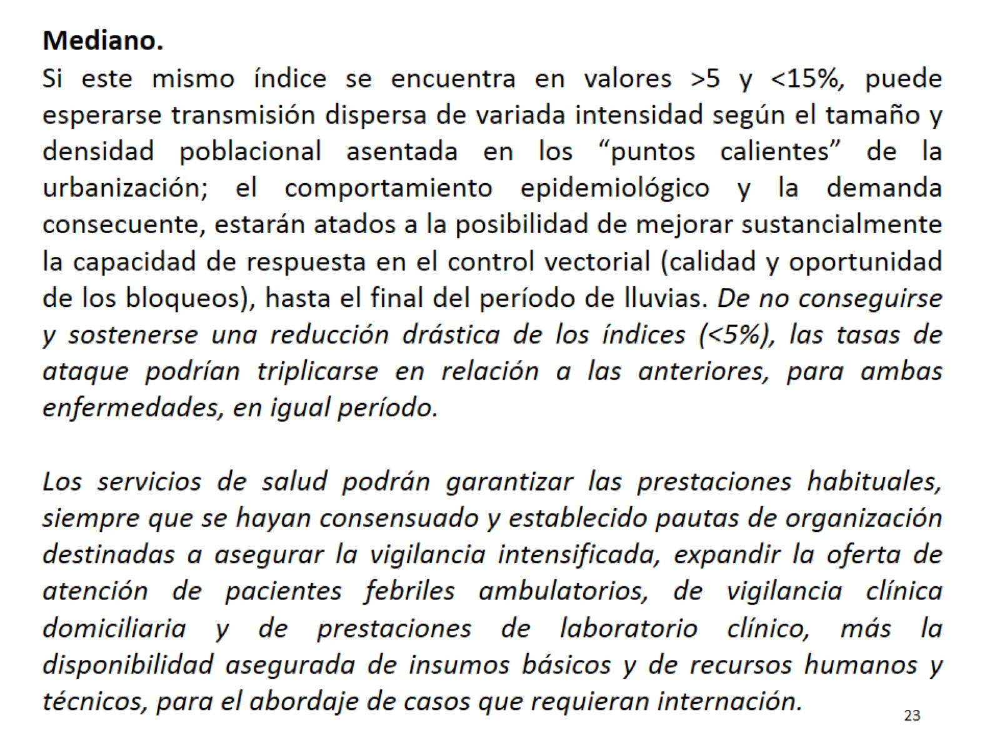 Mediano.
Si este mismo índice se encuentra en valores >5 y <15%, puede
esperarse transmisión dispersa de variada intensidad según el tamaño y
densidad poblacional asentada en los “puntos calientes” de la
urbanización; el comportamiento epidemiológico y la demanda
consecuente, estarán atados a la posibilidad de mejorar sustancialmente
la capacidad de respuesta en el control vectorial (calidad y oportunidad
de los bloqueos), hasta el final del período de lluvias. De no conseguirse
y sostenerse una reducción drástica de los índices (<5%), las tasas de
ataque podrían triplicarse en relación a las anteriores, para ambas
enfermedades, en igual período.
Los servicios de salud podrán garantizar las prestaciones habituales,
siempre que se hayan consensuado y establecido pautas de organización
destinadas a asegurar la vigilancia intensificada, expandir la oferta de
atención de pacientes febriles ambulatorios, de vigilancia clínica
domiciliaria y de prestaciones de laboratorio clínico, más la
disponibilidad asegurada de insumos básicos y de recursos humanos y
técnicos, para el abordaje de casos que requieran internación.
23